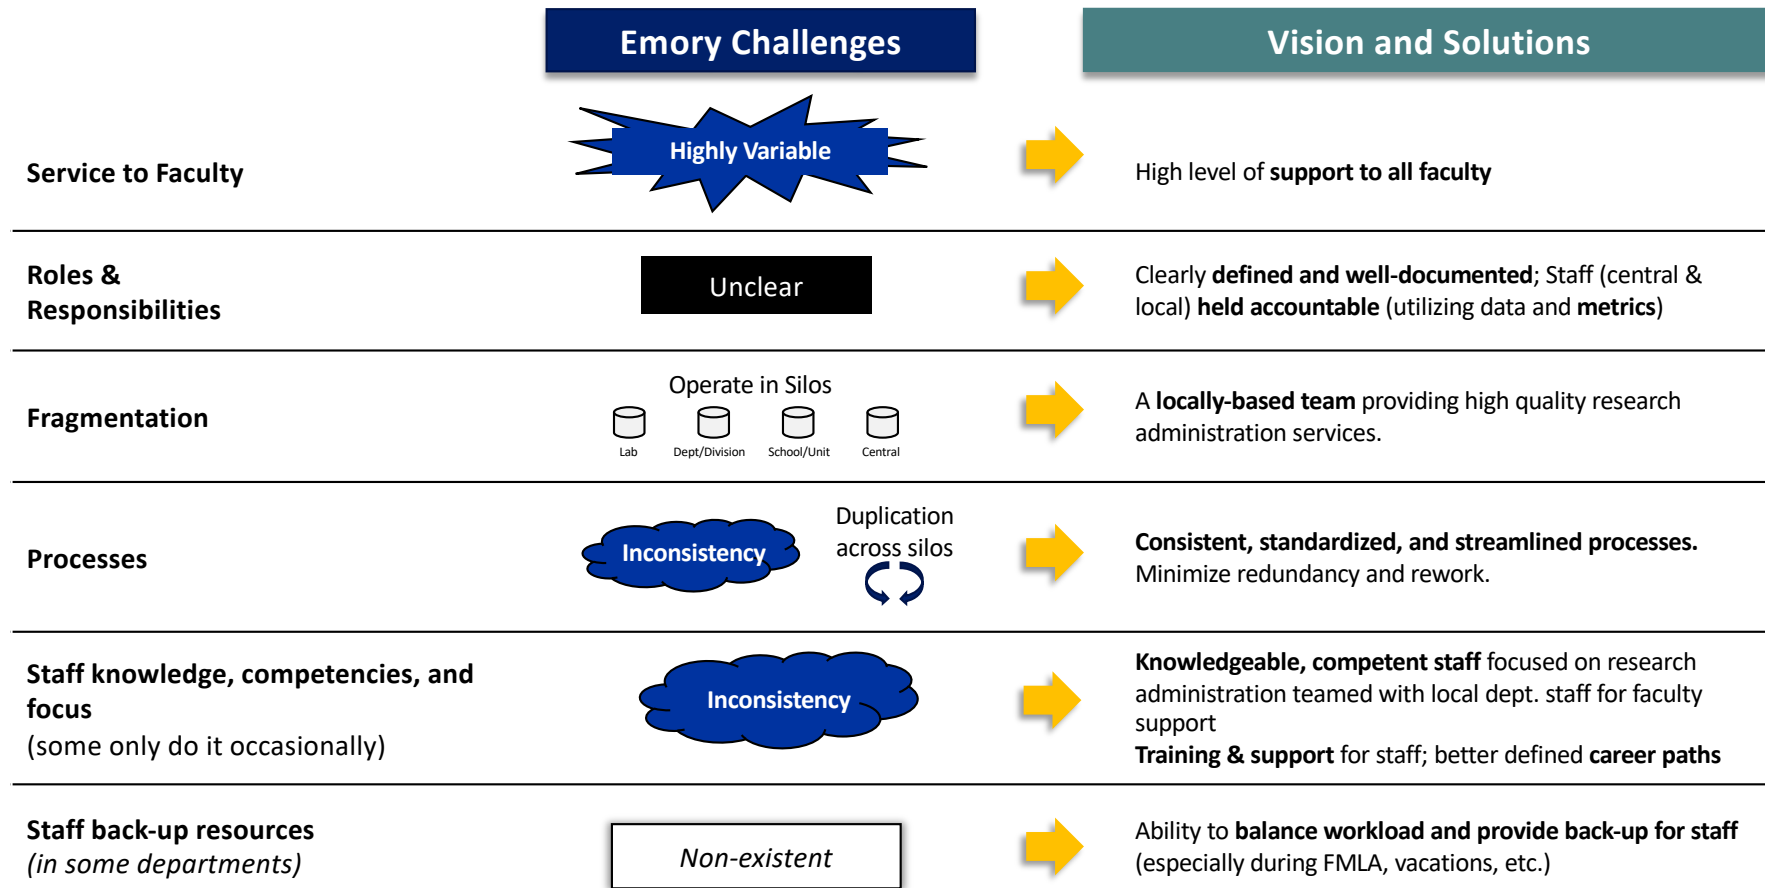 Emory Challenges
Vision and Solutions
Service to Faculty
Highly Variable
High level of support to all faculty
Roles &
Responsibilities
Unclear
Clearly defined and well-documented; Staff (central &
local) held accountable (utilizing data and metrics)
Fragmentation
Operate in Silos
Lab
Dept/Division
School/Unit
Central
A locally-based team providing high quality research
administration services.
Processes
Inconsistency
Duplication
across silos
Consistent, standardized, and streamlined processes.
Minimize redundancy and rework.
Staff knowledge, competencies, and
focus
(some only do it occasionally)
Inconsistency
Knowledgeable, competent staff focused on research
administration teamed with local dept. staff for faculty
support
Training & support for staff; better defined career paths
Staff back-up resources
(in some departments)
Non-existent
Ability to balance workload and provide back-up for staff
(especially during FMLA, vacations, etc.)